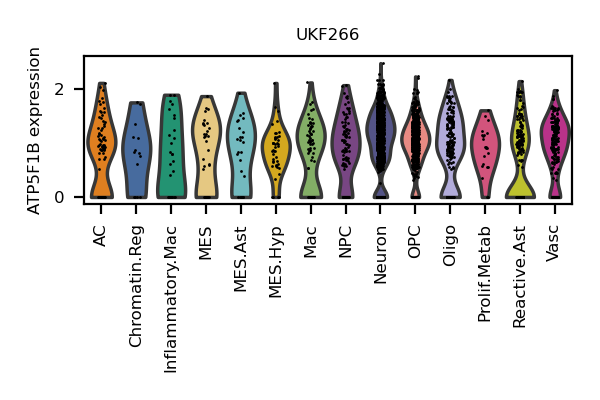 UKF266
ATP5F1B expression
2
0
AC
Chromatin.Reg
Inflammatory.Mac
MES
MES.Ast
MES.Hyp
Mac
NPC
Neuron
OPC
Oligo
Prolif.Metab
Reactive.Ast
Vasc